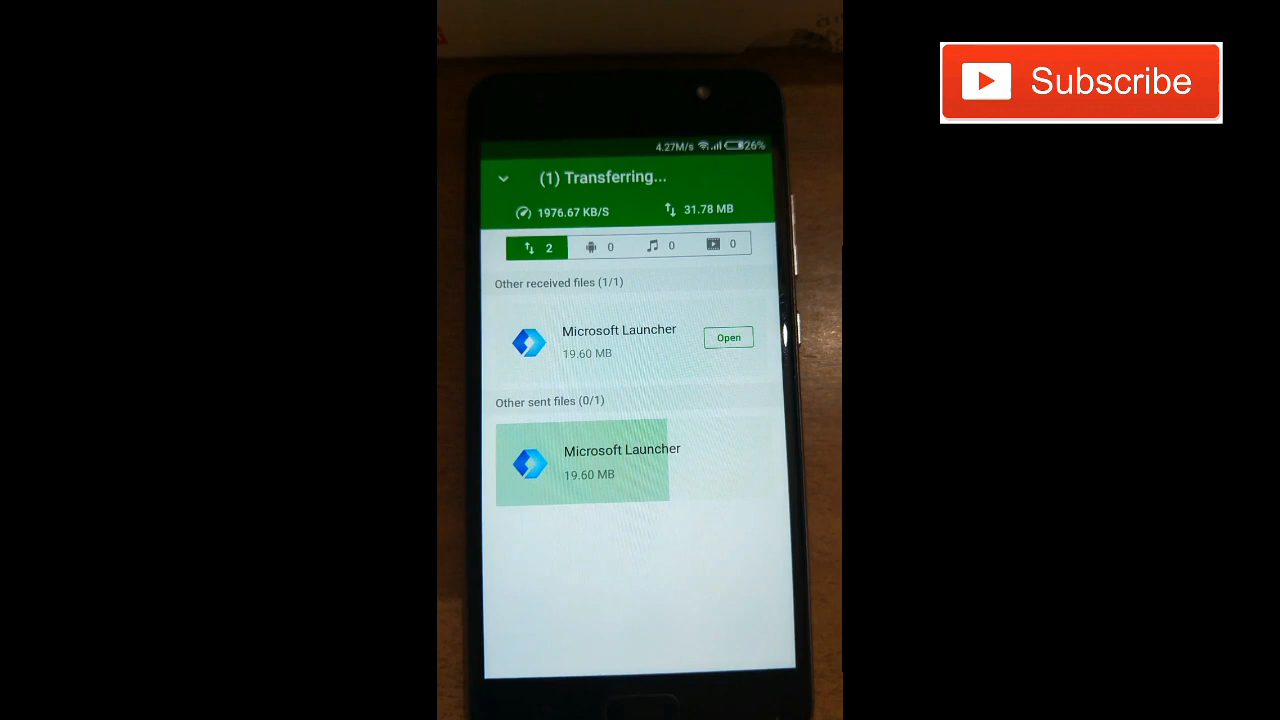 Subscribe
4.27M/s 26%
(1) Transferring...
1976.67 KB/S 31.78 MB
2 0 0 0
Other received files (1/1)
Microsoft Launcher
19.60 MB
Open
Other sent files (0/1)
Microsoft Launcher
19.60 MB